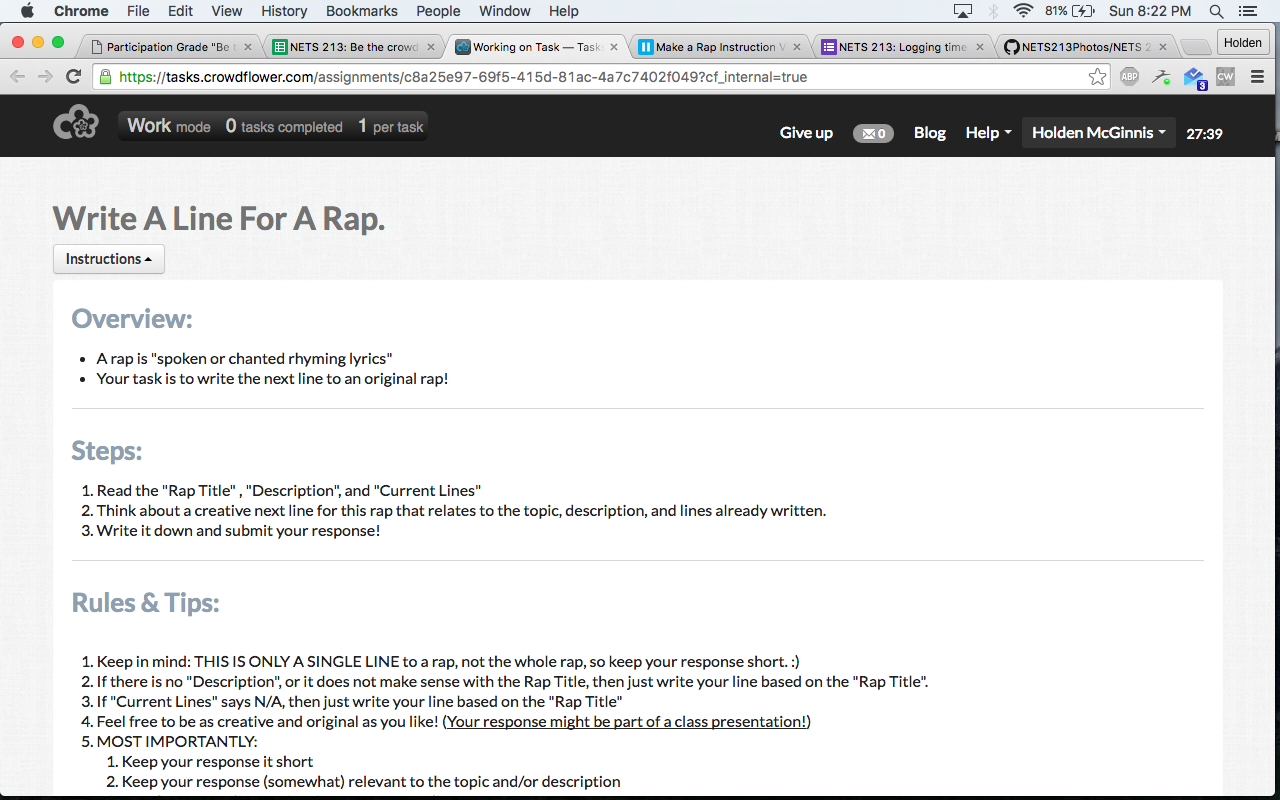 Chrome File Edit View History Bookmarks People Window Help 81% Sun 8:22 PM
Participation Grade "Be t NETS 213: Be the crowd Working on Task — Task Make a Rap Instruction V NETS 213: Logging time NETS213Photos/NETS 2 Holden
https://tasks.crowdflower.com/assignments/c8a25e97-69f5-415d-81ac-4a7c7402f049?cf_internal=true ABP 3 CW
Work mode 0 tasks completed 1 per task Give up 0 Blog Help Holden McGinnis 27:39
Write A Line For A Rap.
Instructions
Overview:
• A rap is "spoken or chanted rhyming lyrics"
• Your task is to write the next line to an original rap!
Steps:
1. Read the "Rap Title" , "Description", and "Current Lines"
2. Think about a creative next line for this rap that relates to the topic, description, and lines already written.
3. Write it down and submit your response!
Rules & Tips:
1. Keep in mind: THIS IS ONLY A SINGLE LINE to a rap, not the whole rap, so keep your response short. :)
2. If there is no "Description", or it does not make sense with the Rap Title, then just write your line based on the "Rap Title".
3. If "Current Lines" says N/A, then just write your line based on the "Rap Title"
4. Feel free to be as creative and original as you like! (Your response might be part of a class presentation!)
5. MOST IMPORTANTLY:
1. Keep your response it short
2. Keep your response (somewhat) relevant to the topic and/or description